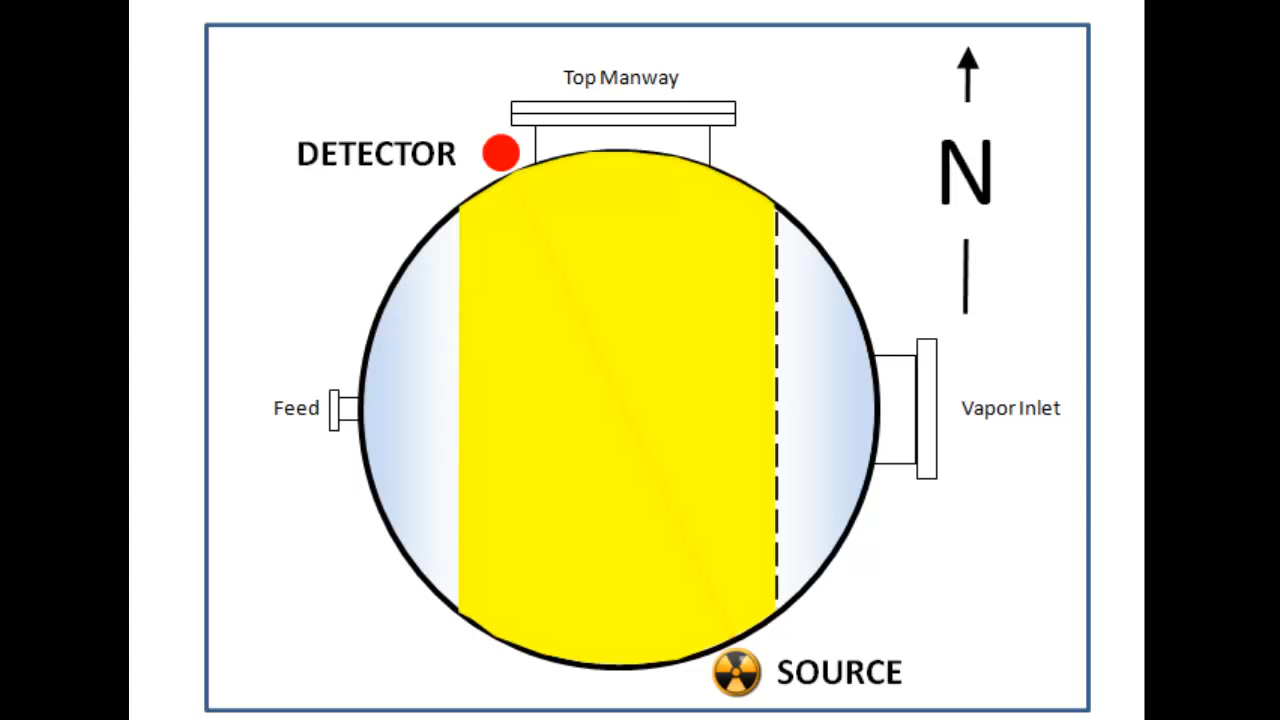 Top Manway
DETECTOR
N
Feed
Vapor Inlet
SOURCE